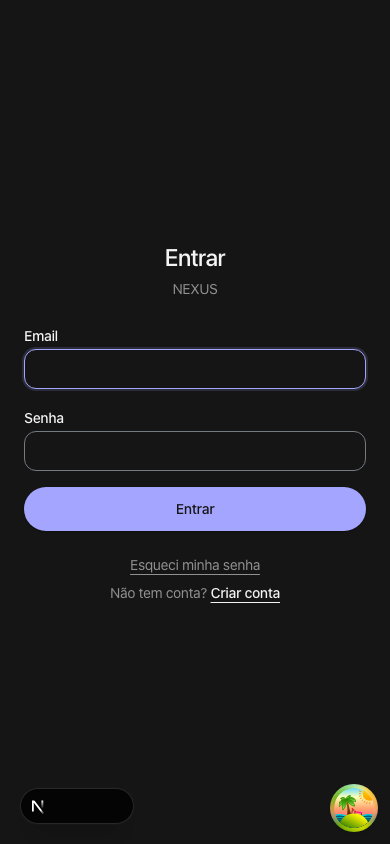 Entrar
NEXUS
Email
Senha
Entrar
Esqueci minha senha
Não tem conta? Criar conta
N